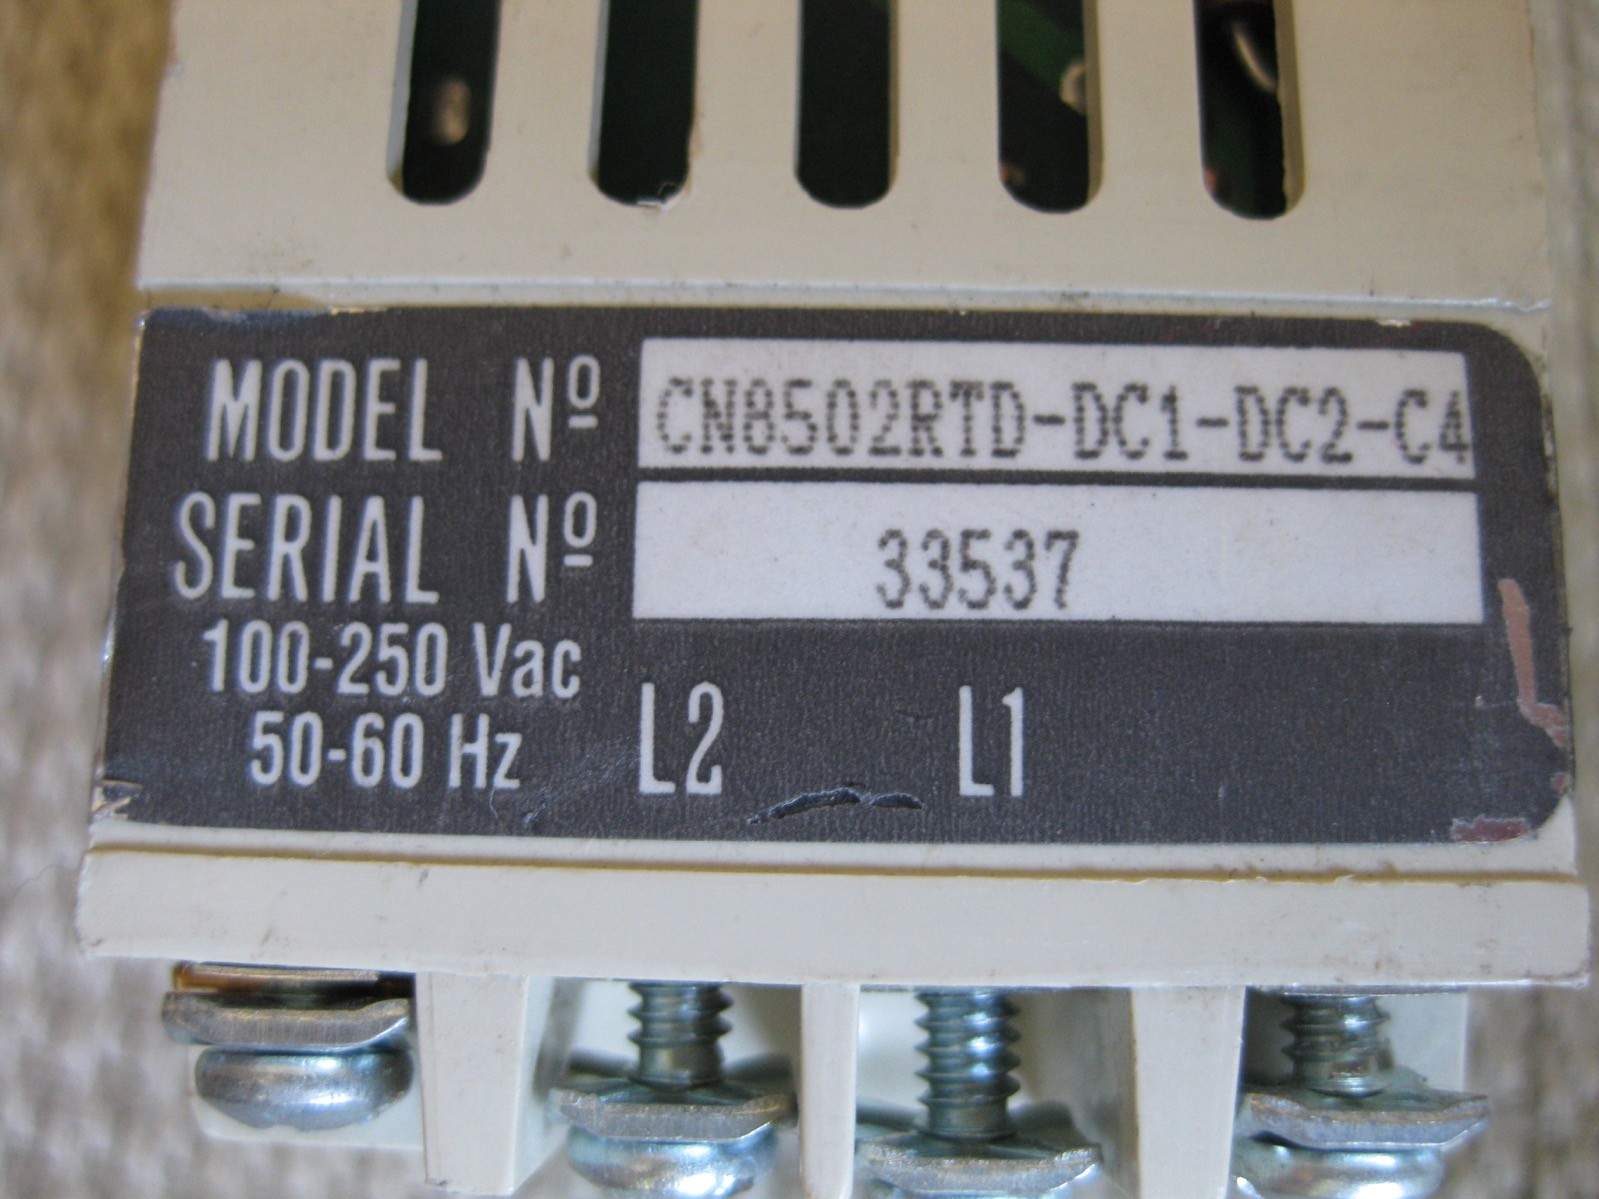 MODEL Nº CN8502RTD-DC1-DC2-C4
SERIAL Nº 33537
100-250 Vac
50-60 Hz L2 L1